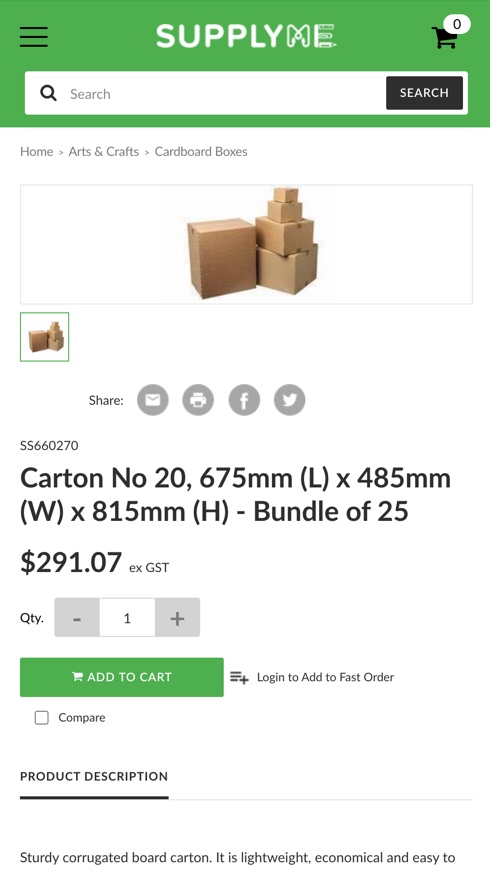 SUPPLYME
0
Search
SEARCH
Home > Arts & Crafts > Cardboard Boxes
Share:
SS660270
Carton No 20, 675mm (L) x 485mm
(W) x 815mm (H) - Bundle of 25
$291.07 ex GST
Qty. - 1 +
ADD TO CART
Login to Add to Fast Order
Compare
PRODUCT DESCRIPTION
Sturdy corrugated board carton. It is lightweight, economical and easy to